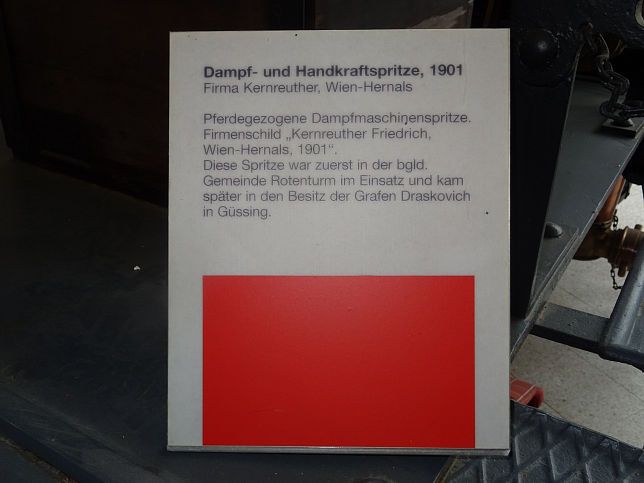 Dampf- und Handkraftspritze, 1901
Firma Kernreuther, Wien-Hernals
Pferdegezogene Dampfmaschinenspritze.
Firmenschild „Kernreuther Friedrich,
Wien-Hernals, 1901“.
Diese Spritze war zuerst in der bgld.
Gemeinde Rotenturm im Einsatz und kam
später in den Besitz der Grafen Draskovich
in Güssing.